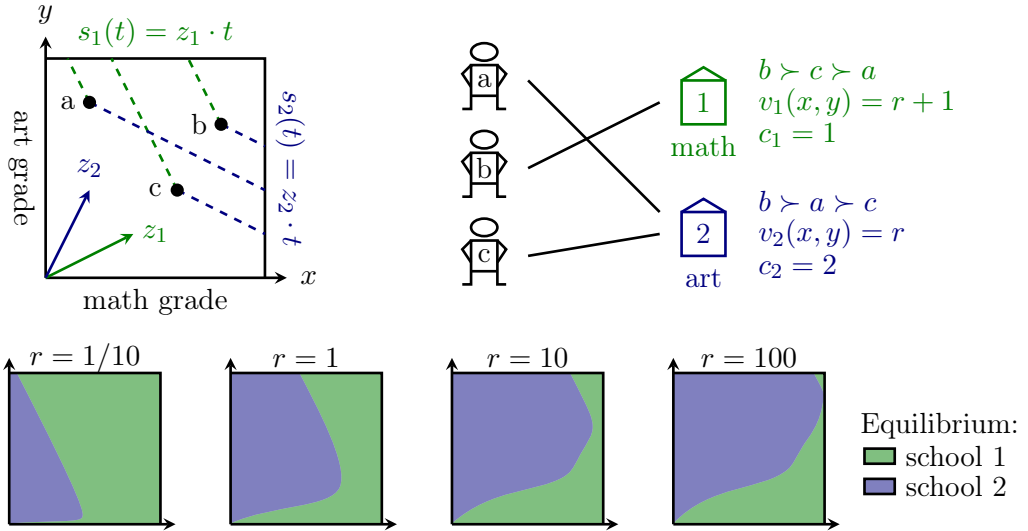 y
s₁(t) = z₁ · t
a
b
c
s₂(t) = z₂ · t
art grade
z₂
z₁
x
math grade
a
b
c
1
math
b ≻ c ≻ a
v₁(x, y) = r + 1
c₁ = 1
2
art
b ≻ a ≻ c
v₂(x, y) = r
c₂ = 2
r = 1/10
r = 1
r = 10
r = 100
Equilibrium:
school 1
school 2